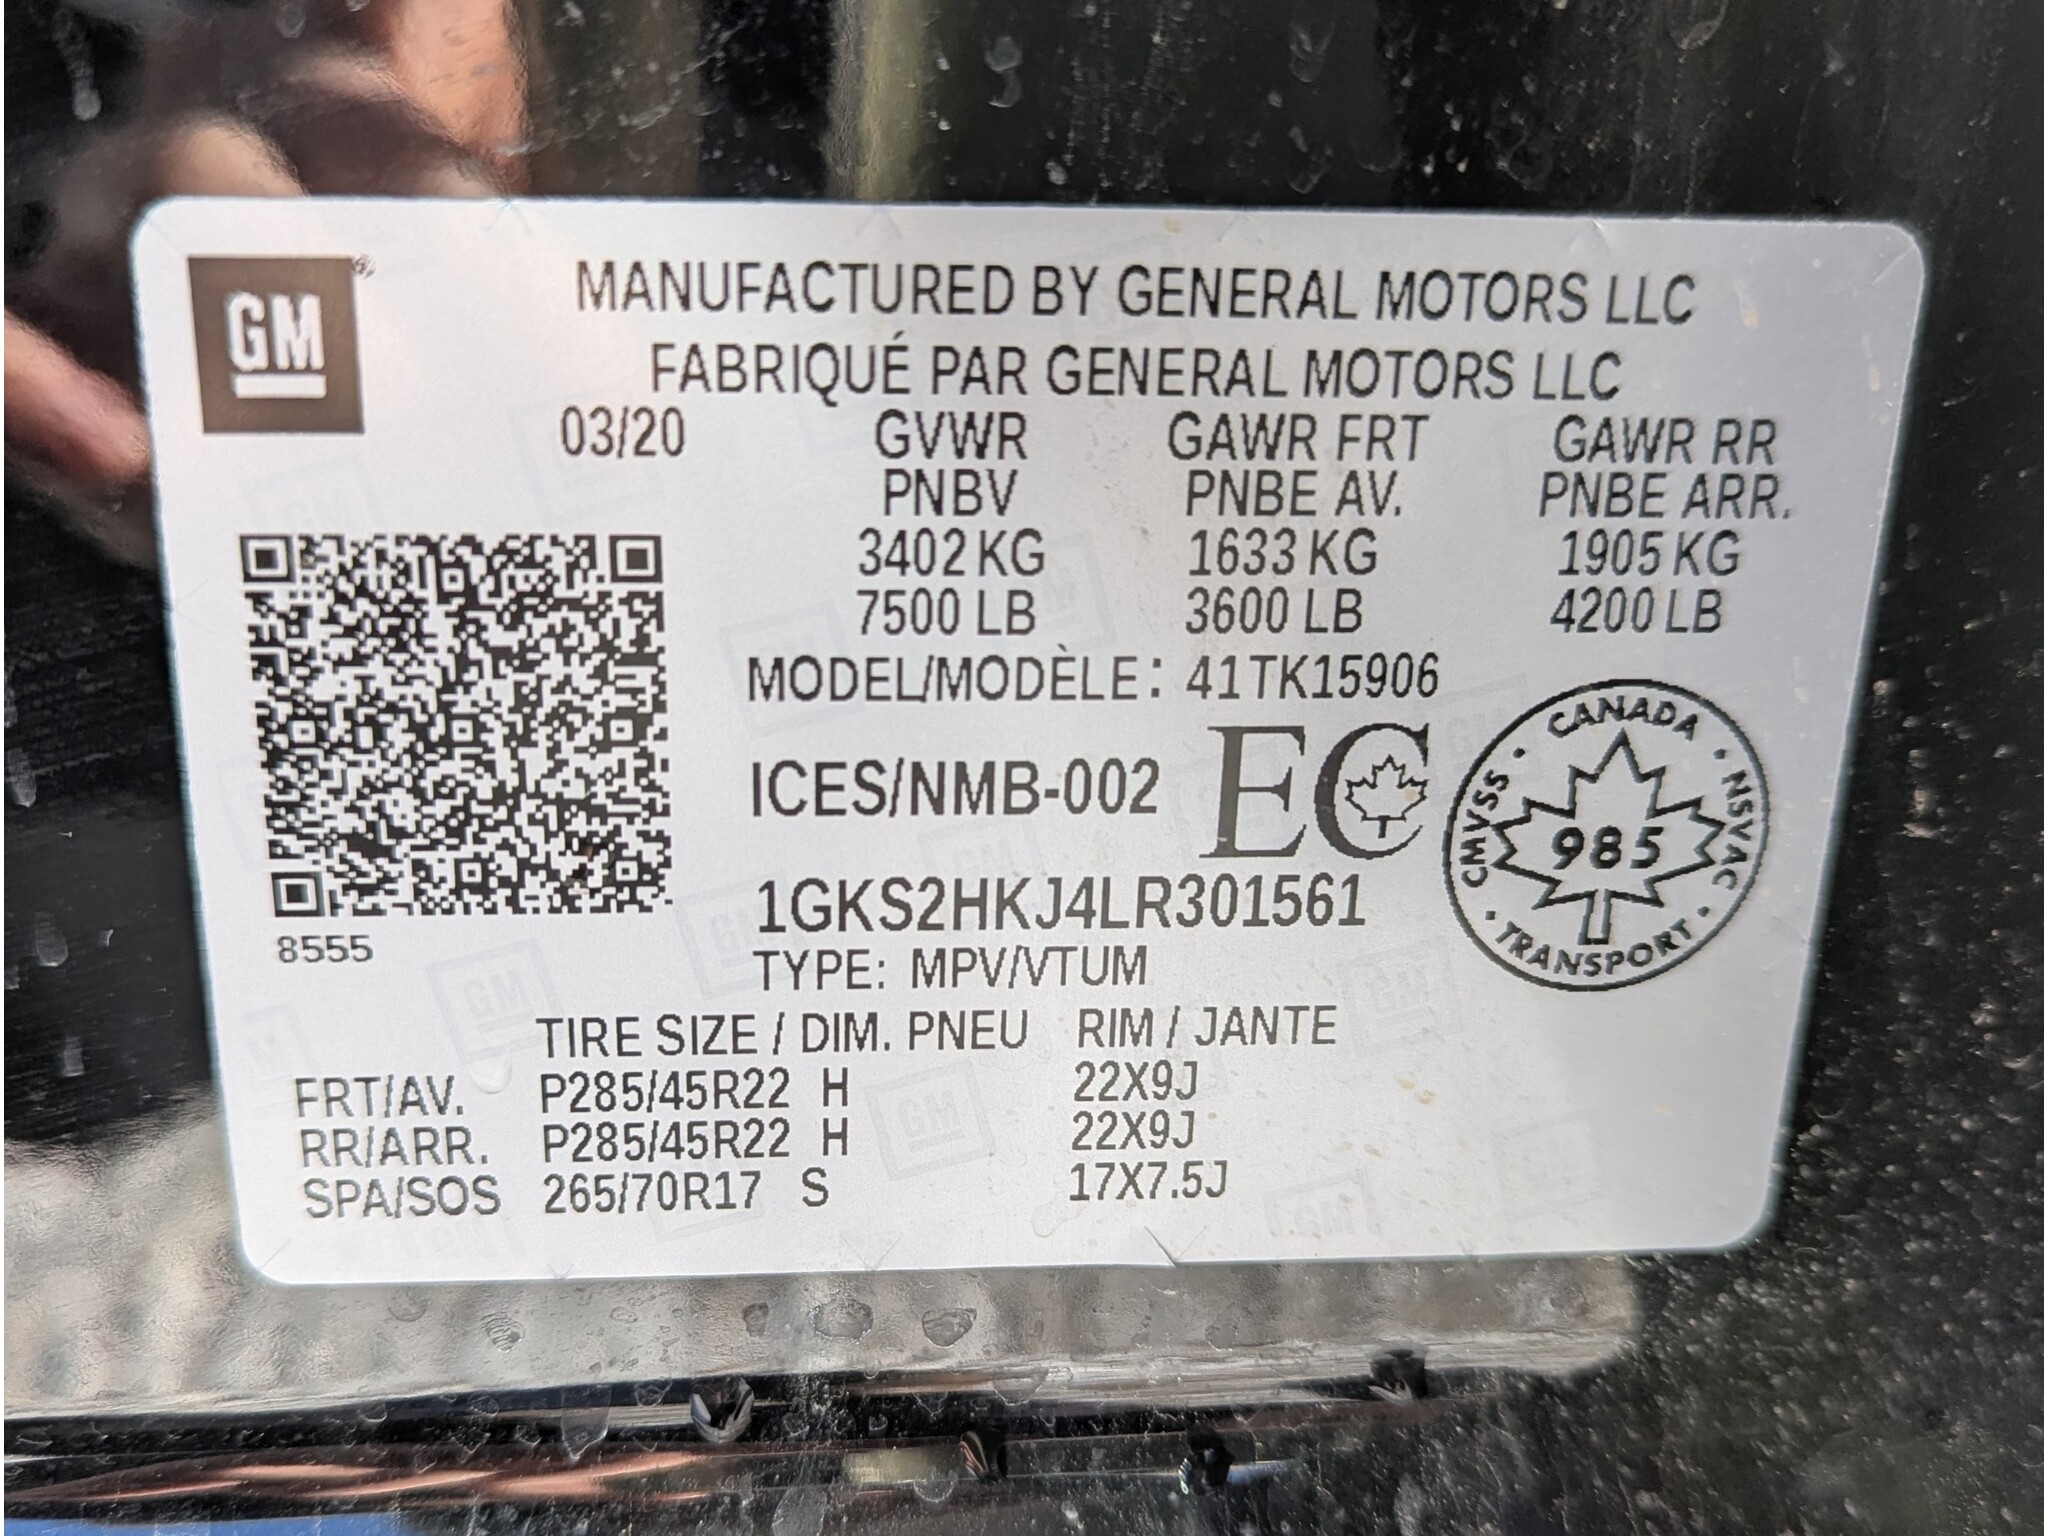 GM
MANUFACTURED BY GENERAL MOTORS LLC
FABRIQUÉ PAR GENERAL MOTORS LLC
03/20 GVWR GAWR FRT GAWR RR
PNBV PNBE AV. PNBE ARR.
3402 KG 1633 KG 1905 KG
7500 LB 3600 LB 4200 LB
MODEL/MODÈLE: 41TK15906
ICES/NMB-002 EC
CANADA · NSVAC · TRANSPORT · CMVSS ·
985
1GKS2HKJ4LR301561
8555
TYPE: MPV/VTUM
TIRE SIZE / DIM. PNEU RIM / JANTE
FRT/AV. P285/45R22 H 22X9J
RR/ARR. P285/45R22 H 22X9J
SPA/SOS 265/70R17 S 17X7.5J